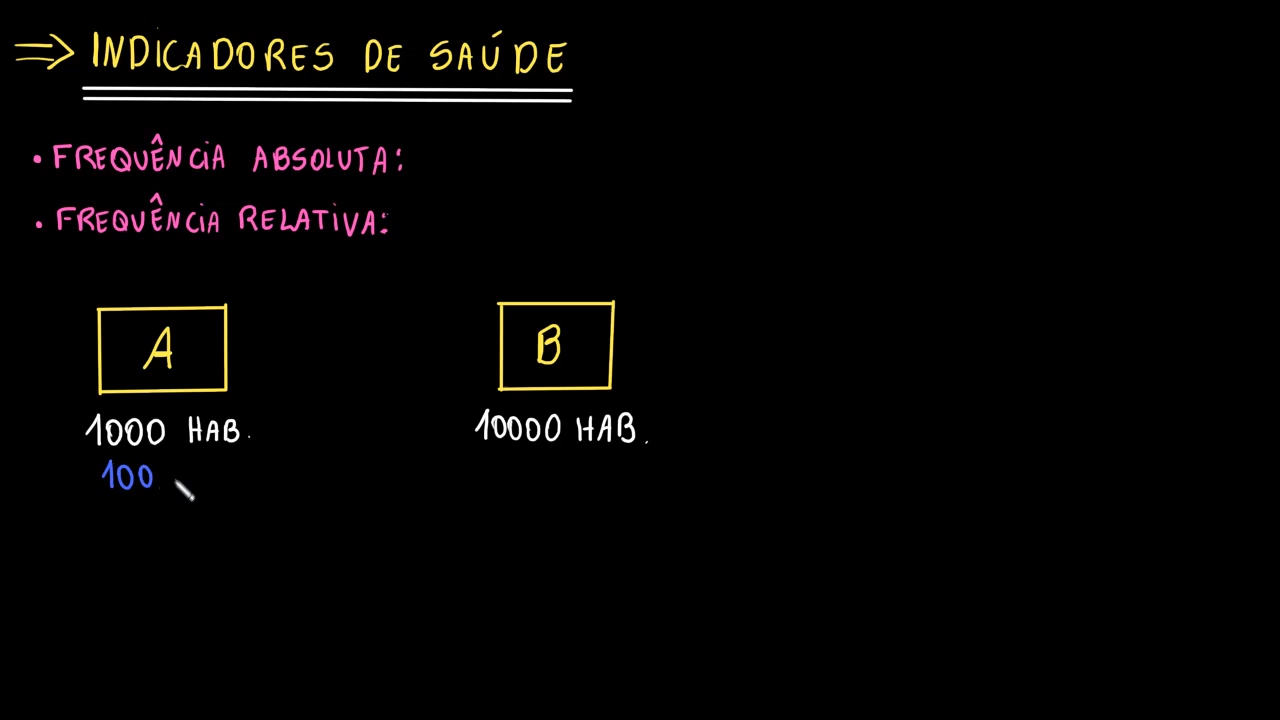 ⇒ INDICADORES DE SAÚDE
• FREQUÊNCIA ABSOLUTA:
• FREQUÊNCIA RELATIVA:
A
B
1000 HAB.
10000 HAB.
100